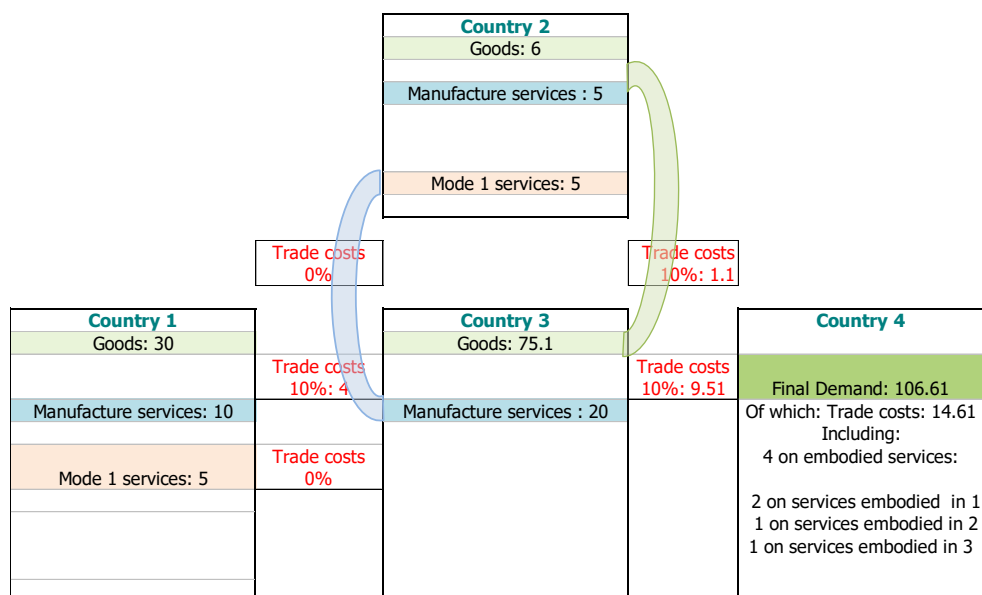 Country 2
Goods: 6
Manufacture services : 5
Mode 1 services: 5
Trade costs
0%
Trade costs
10%: 1.1
Country 1
Goods: 30
Manufacture services: 10
Mode 1 services: 5
Trade costs
10%: 4
Trade costs
0%
Country 3
Goods: 75.1
Manufacture services : 20
Trade costs
10%: 9.51
Country 4
Final Demand: 106.61
Of which: Trade costs: 14.61
Including:
4 on embodied services:
2 on services embodied in 1
1 on services embodied in 2
1 on services embodied in 3